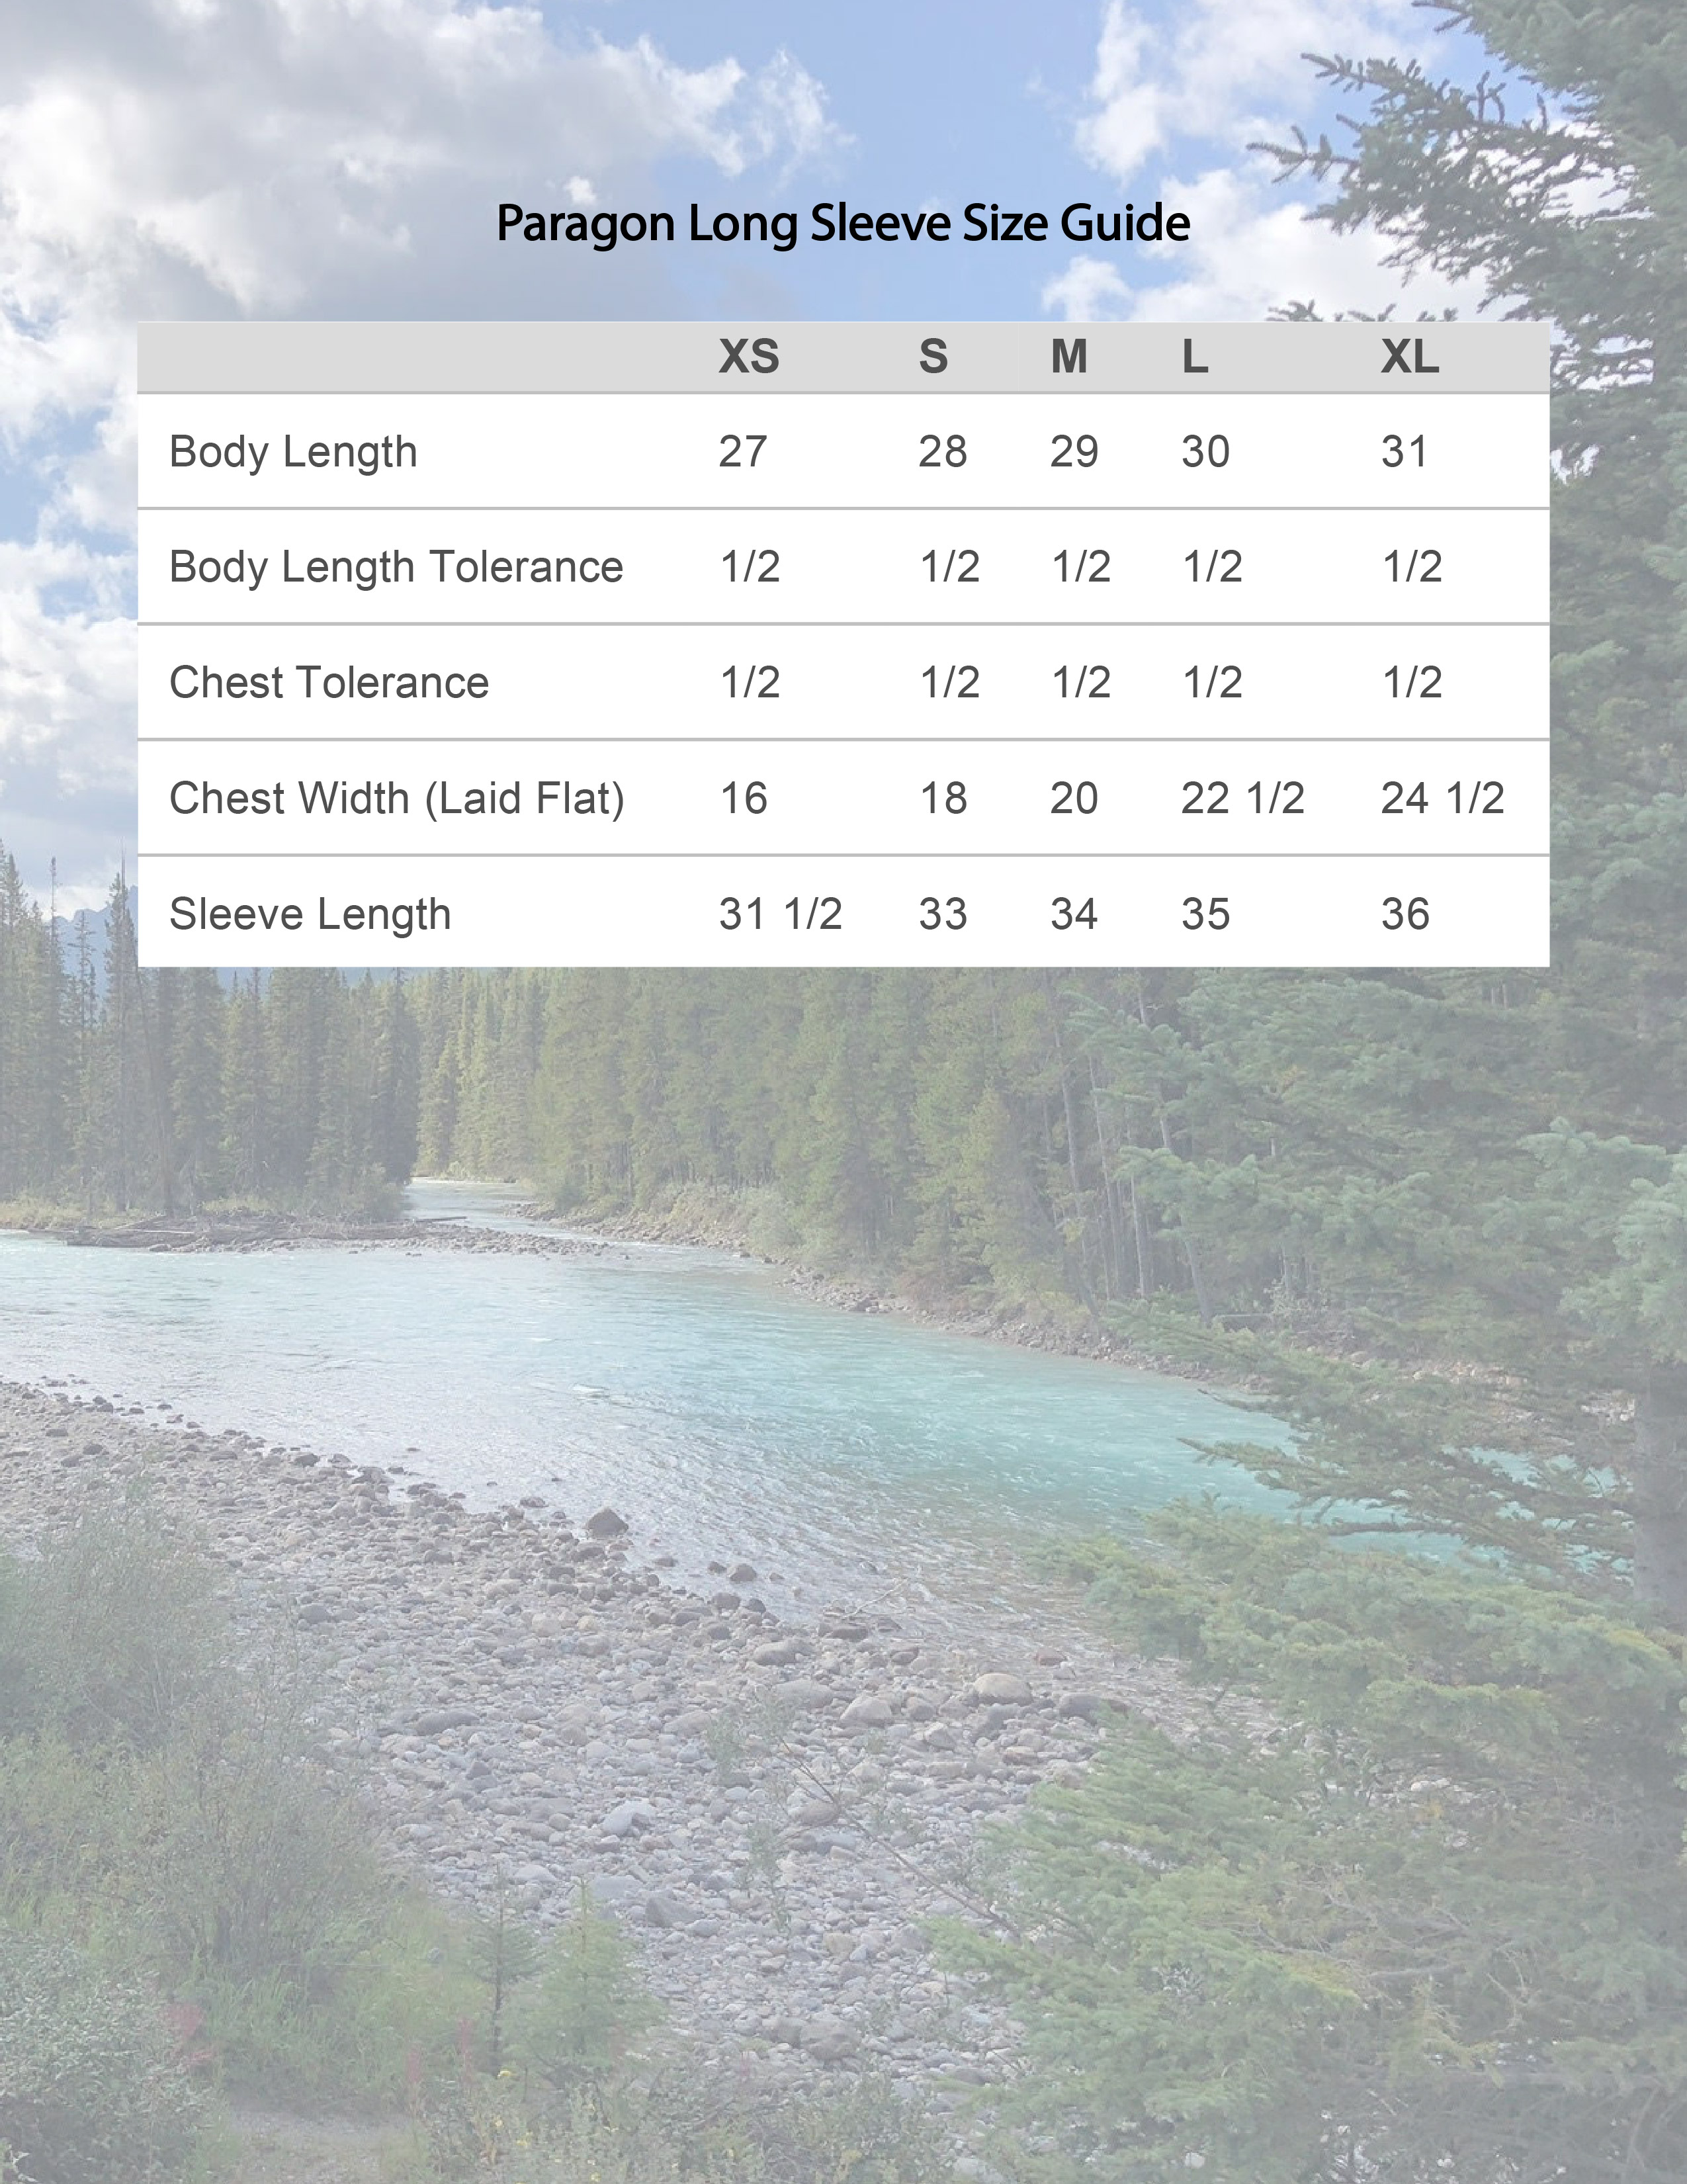 Paragon Long Sleeve Size Guide
XS S M L XL
Body Length 27 28 29 30 31
Body Length Tolerance 1/2 1/2 1/2 1/2 1/2
Chest Tolerance 1/2 1/2 1/2 1/2 1/2
Chest Width (Laid Flat) 16 18 20 22 1/2 24 1/2
Sleeve Length 31 1/2 33 34 35 36